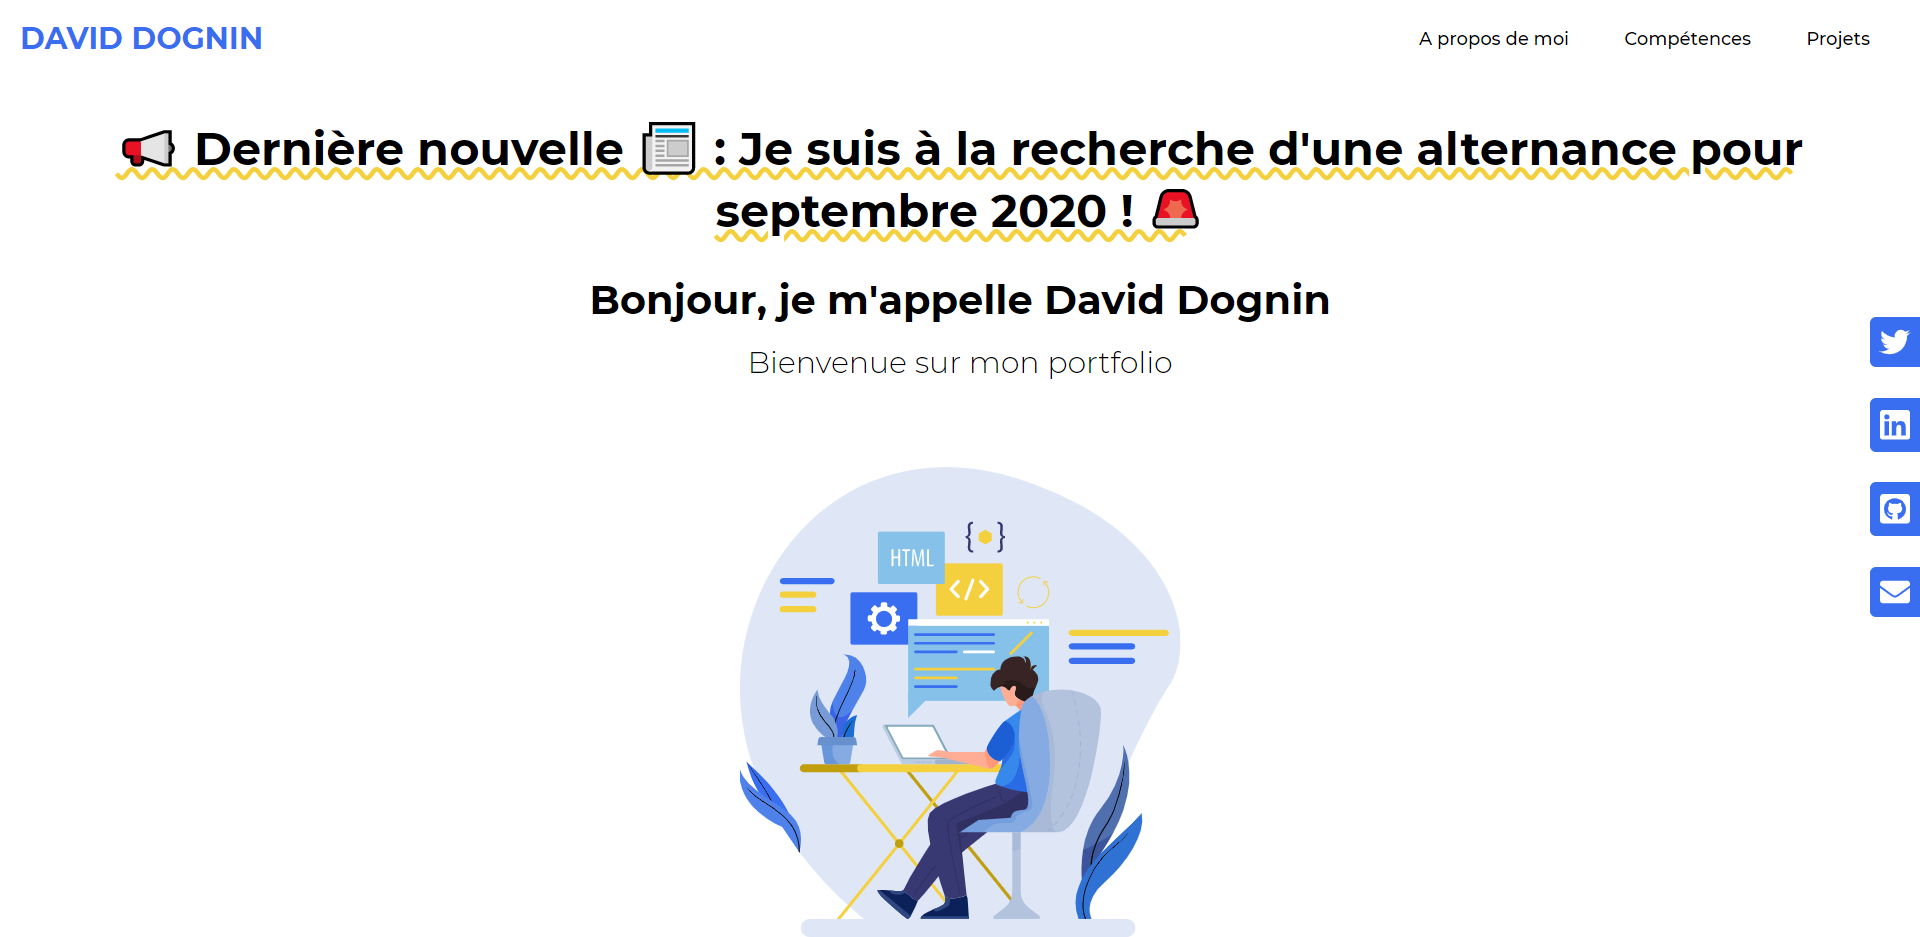 DAVID DOGNIN
A propos de moi
Compétences
Projets
📢 Dernière nouvelle 📰 : Je suis à la recherche d'une alternance pour
septembre 2020 ! 🚨
Bonjour, je m'appelle David Dognin
Bienvenue sur mon portfolio
in
{ }
HTML
</>